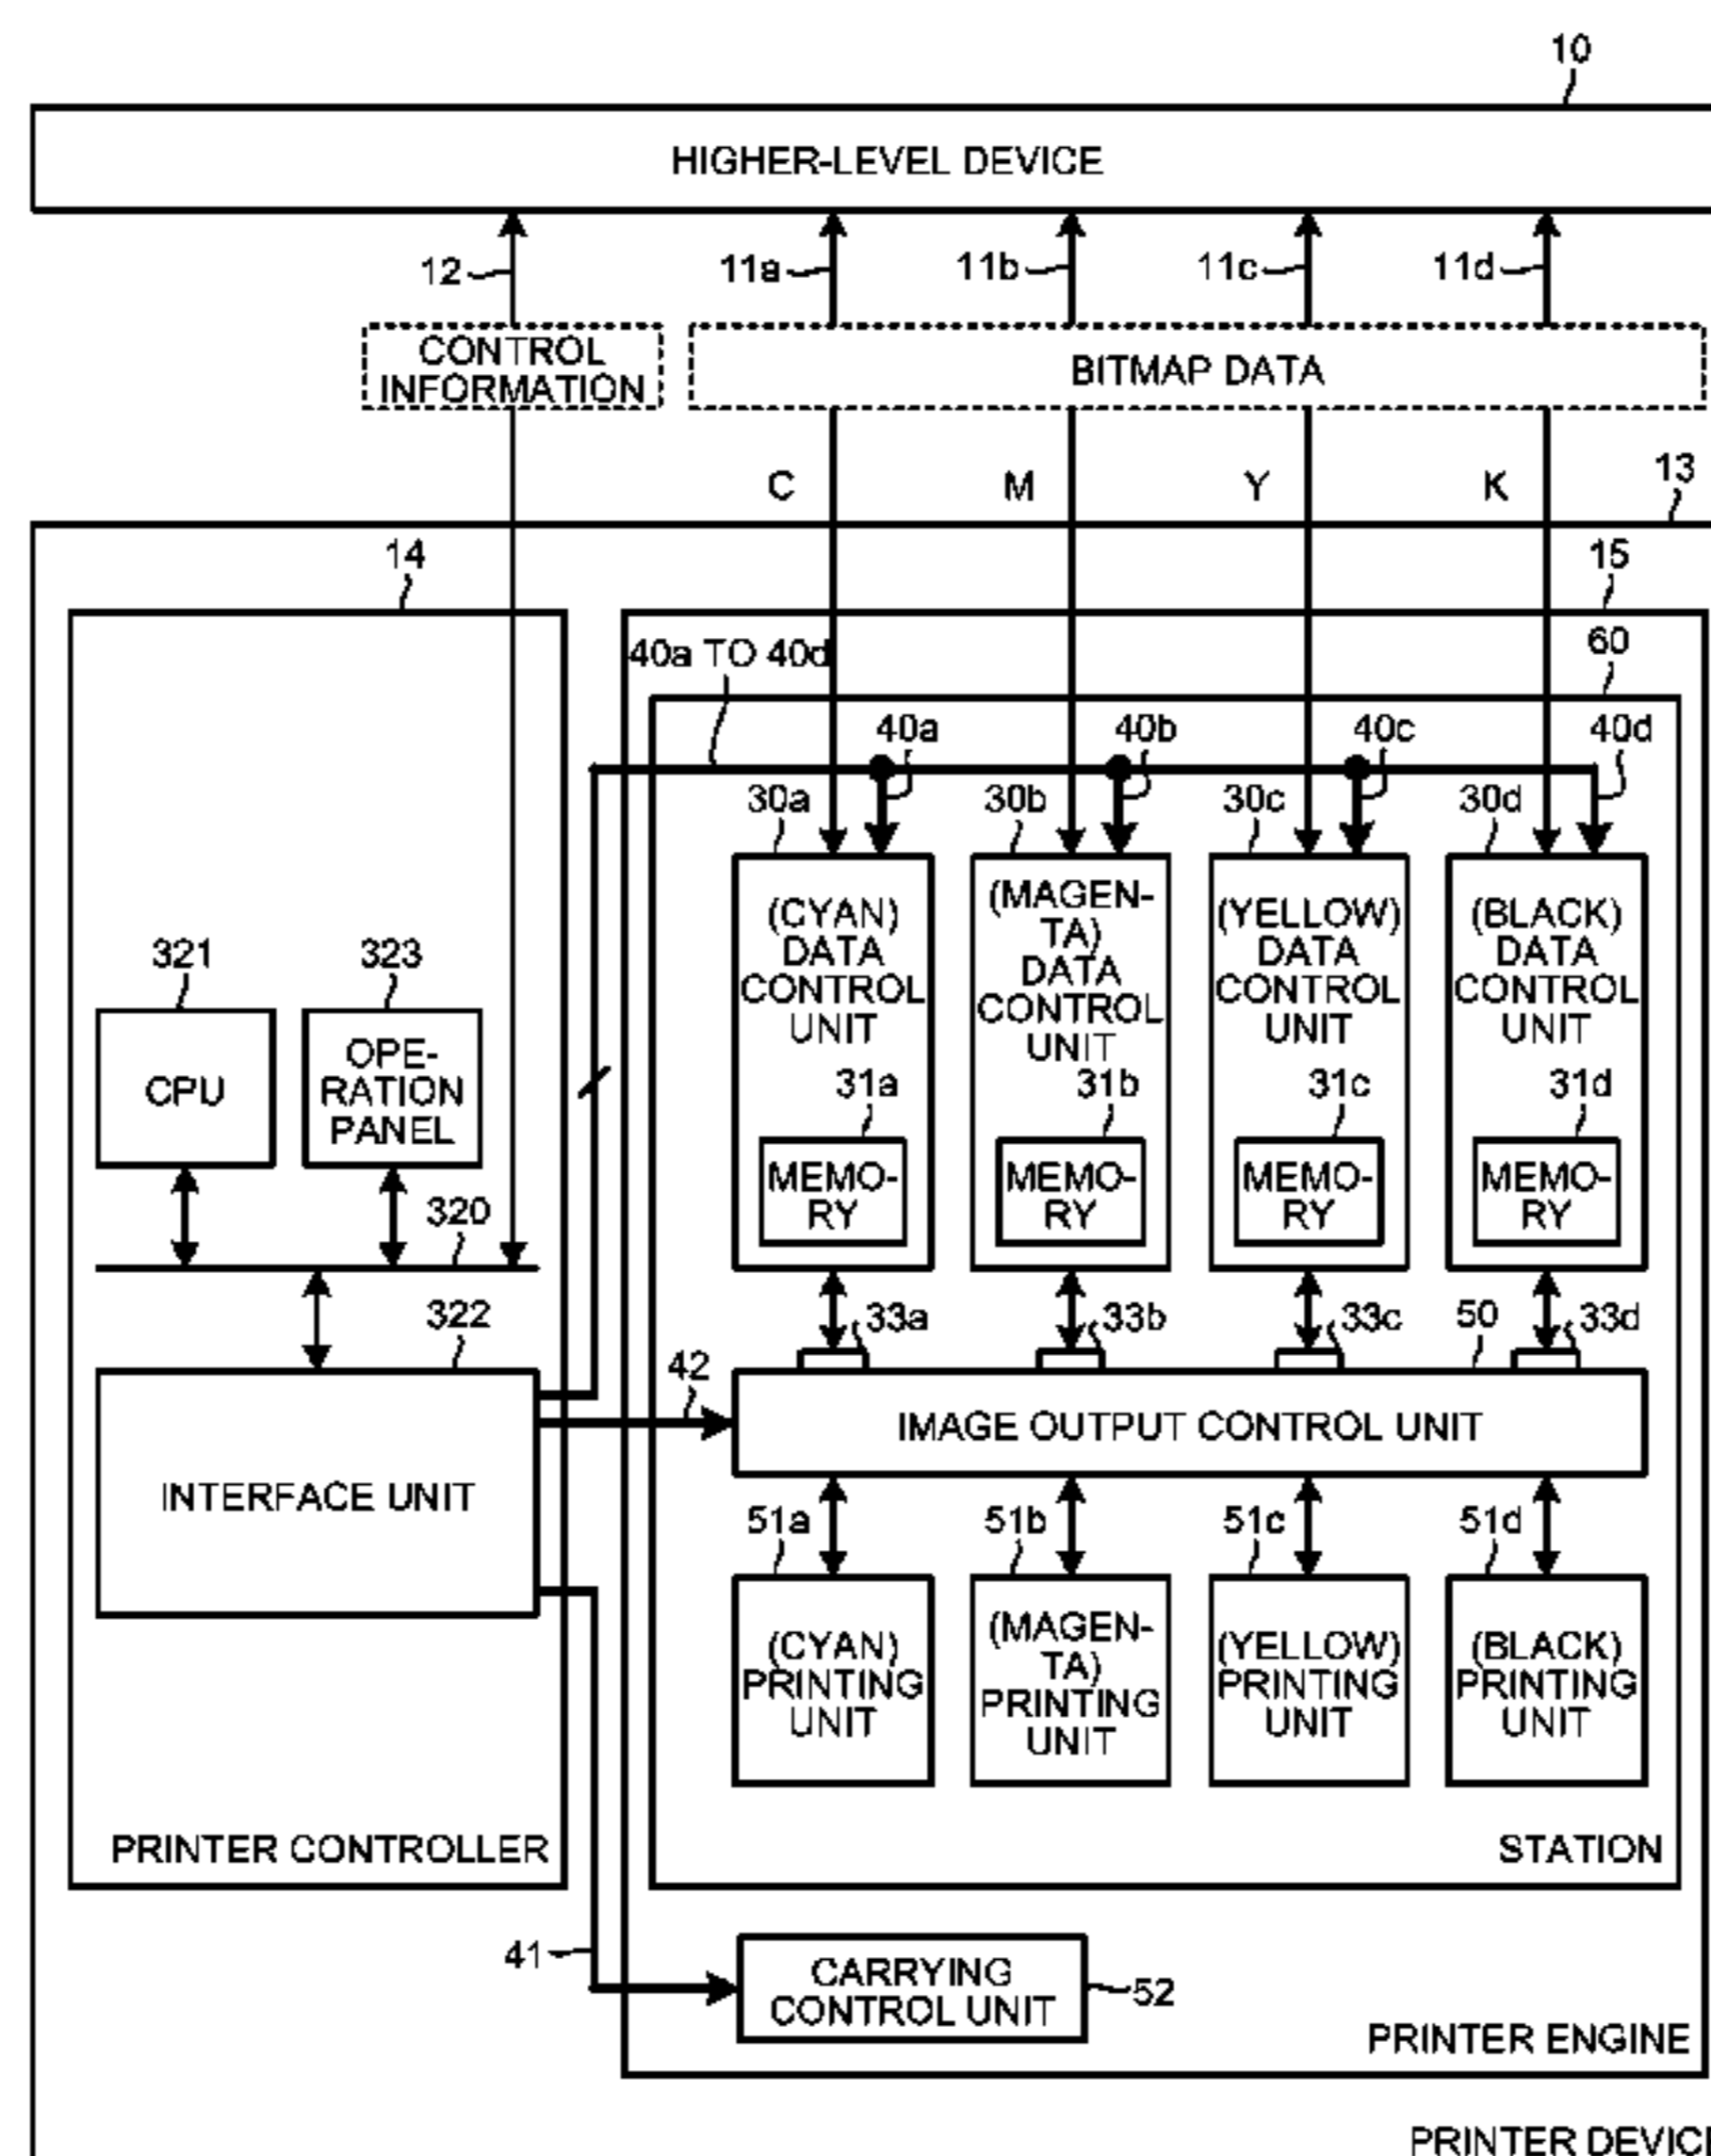 10
HIGHER-LEVEL DEVICE
12
11a
11b
11c
11d
CONTROL
INFORMATION
BITMAP DATA
C
M
Y
K
13
14
15
60
40a TO 40d
40a
40b
40c
40d
30a
30b
30c
30d
(CYAN)
DATA
CONTROL
UNIT
(MAGEN-
TA)
DATA
CONTROL
UNIT
(YELLOW)
DATA
CONTROL
UNIT
(BLACK)
DATA
CONTROL
UNIT
321
323
CPU
OPE-
RATION
PANEL
31a
31b
31c
31d
MEMO-
RY
MEMO-
RY
MEMO-
RY
MEMO-
RY
320
322
33a
33b
33c
50
33d
42
IMAGE OUTPUT CONTROL UNIT
INTERFACE UNIT
51a
51b
51c
51d
(CYAN)
PRINTING
UNIT
(MAGEN-
TA)
PRINTING
UNIT
(YELLOW)
PRINTING
UNIT
(BLACK)
PRINTING
UNIT
PRINTER CONTROLLER
STATION
41
CARRYING
CONTROL UNIT
52
PRINTER ENGINE
PRINTER DEVICE